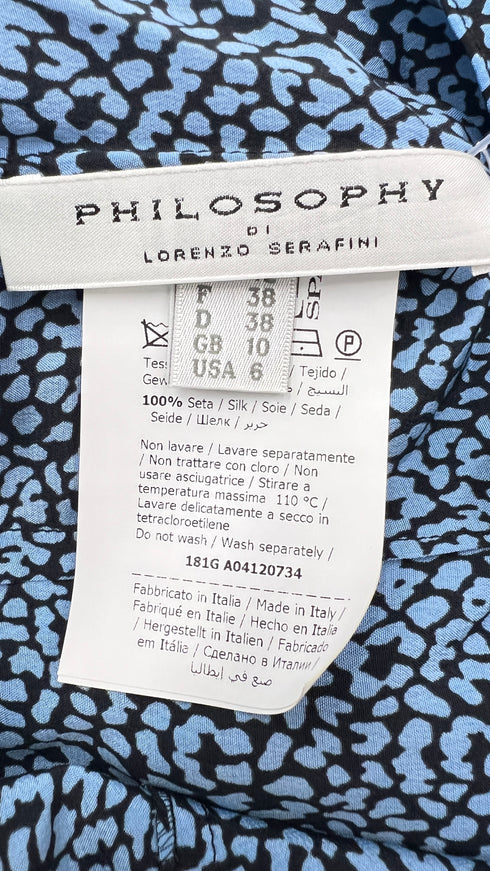 PHILOSOPHY
DI
LORENZO SERAFINI
F 38
D 38
GB 10
USA 6
P
/ Tejido /
النسيج /
100% Seta / Silk / Soie / Seda /
Seide / Шелк / حرير
Non lavare / Lavare separatamente
/ Non trattare con cloro / Non
usare asciugatrice / Stirare a
temperatura massima 110 °C /
Lavare delicatamente a secco in
tetracloroetilene
Do not wash / Wash separately /
181G A04120734
Fabbricato in Italia / Made in Italy /
Fabriqué en Italie / Hecho en Italia
/ Hergestellt in Italien / Fabricado
em Itália / Сделано в Италии /
صنع في إيطاليا